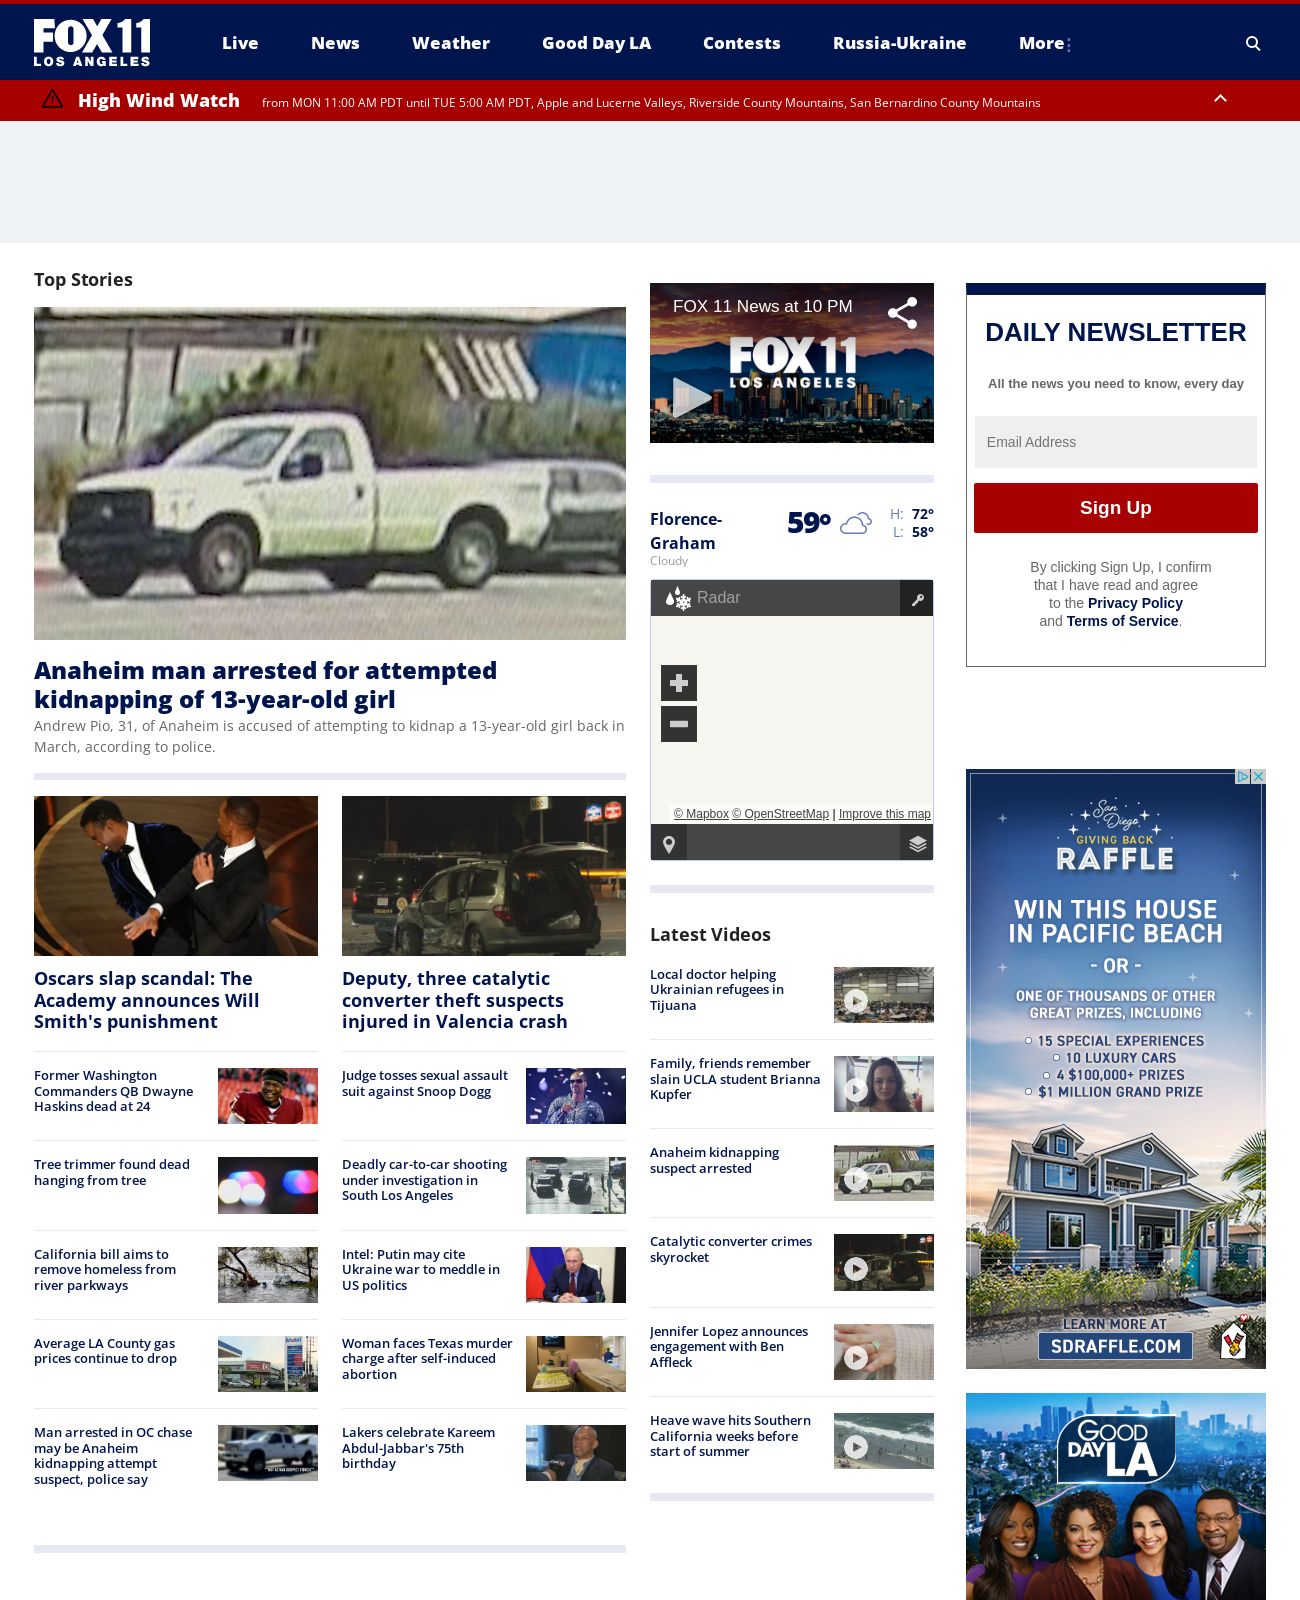 FOX 11
LOS ANGELES
Live
News
Weather
Good Day LA
Contests
Russia-Ukraine
More
High Wind Watch
from MON 11:00 AM PDT until TUE 5:00 AM PDT, Apple and Lucerne Valleys, Riverside County Mountains, San Bernardino County Mountains
Top Stories
Anaheim man arrested for attempted
kidnapping of 13-year-old girl
Andrew Pio, 31, of Anaheim is accused of attempting to kidnap a 13-year-old girl back in
March, according to police.
Oscars slap scandal: The
Academy announces Will
Smith's punishment
Deputy, three catalytic
converter theft suspects
injured in Valencia crash
Former Washington
Commanders QB Dwayne
Haskins dead at 24
Judge tosses sexual assault
suit against Snoop Dogg
Tree trimmer found dead
hanging from tree
Deadly car-to-car shooting
under investigation in
South Los Angeles
California bill aims to
remove homeless from
river parkways
Intel: Putin may cite
Ukraine war to meddle in
US politics
Average LA County gas
prices continue to drop
Mobil
Woman faces Texas murder
charge after self-induced
abortion
Man arrested in OC chase
may be Anaheim
kidnapping attempt
suspect, police say
Lakers celebrate Kareem
Abdul-Jabbar's 75th
birthday
FOX 11 News at 10 PM
FOX 11
LOS ANGELES
Florence-
Graham
Cloudy
59°
H: 72°
L: 58°
Radar
© Mapbox © OpenStreetMap | Improve this map
Latest Videos
Local doctor helping
Ukrainian refugees in
Tijuana
Family, friends remember
slain UCLA student Brianna
Kupfer
Anaheim kidnapping
suspect arrested
Catalytic converter crimes
skyrocket
Jennifer Lopez announces
engagement with Ben
Affleck
Heave wave hits Southern
California weeks before
start of summer
DAILY NEWSLETTER
All the news you need to know, every day
Email Address
Sign Up
By clicking Sign Up, I confirm
that I have read and agree
to the Privacy Policy
and Terms of Service.
San Diego
GIVING BACK
RAFFLE
WIN THIS HOUSE
IN PACIFIC BEACH
- OR -
ONE OF THOUSANDS OF OTHER
GREAT PRIZES, INCLUDING
15 SPECIAL EXPERIENCES
10 LUXURY CARS
4 $100,000+ PRIZES
$1 MILLION GRAND PRIZE
LEARN MORE AT
SDRAFFLE.COM
GOOD
DAY
LA